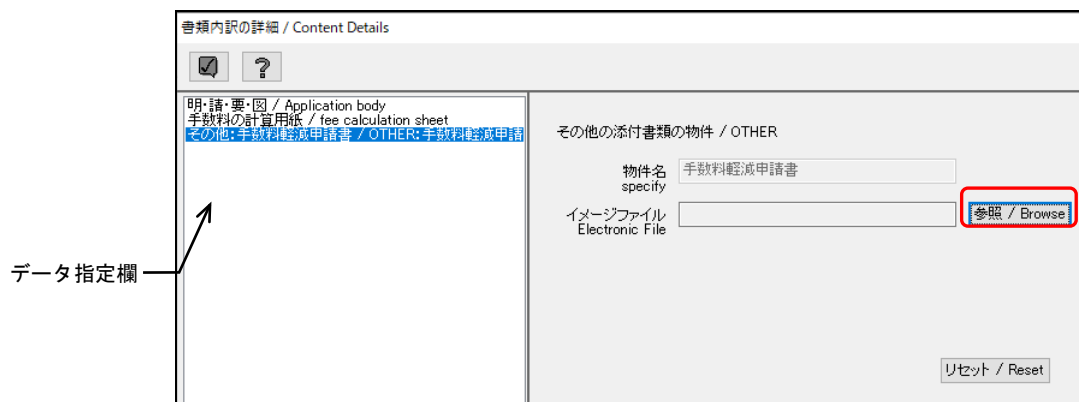 書類内訳の詳細 / Content Details
?
明・請・要・図 / Application body
手数料の計算用紙 / fee calculation sheet
その他:手数料軽減申請書 / OTHER:手数料軽減申請
その他の添付書類の物件 / OTHER
物件名 手数料軽減申請書
specify
イメージファイル 参照 / Browse
Electronic File
データ指定欄
リセット / Reset